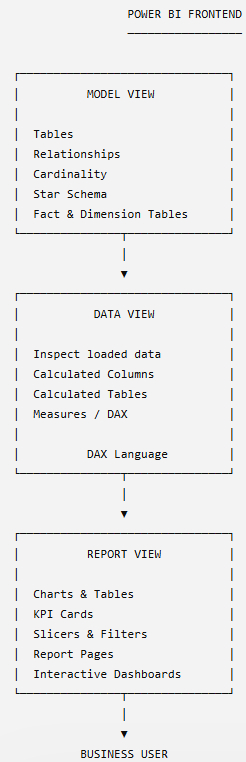 POWER BI FRONTEND
MODEL VIEW
Tables
Relationships
Cardinality
Star Schema
Fact & Dimension Tables
DATA VIEW
Inspect loaded data
Calculated Columns
Calculated Tables
Measures / DAX
DAX Language
REPORT VIEW
Charts & Tables
KPI Cards
Slicers & Filters
Report Pages
Interactive Dashboards
BUSINESS USER